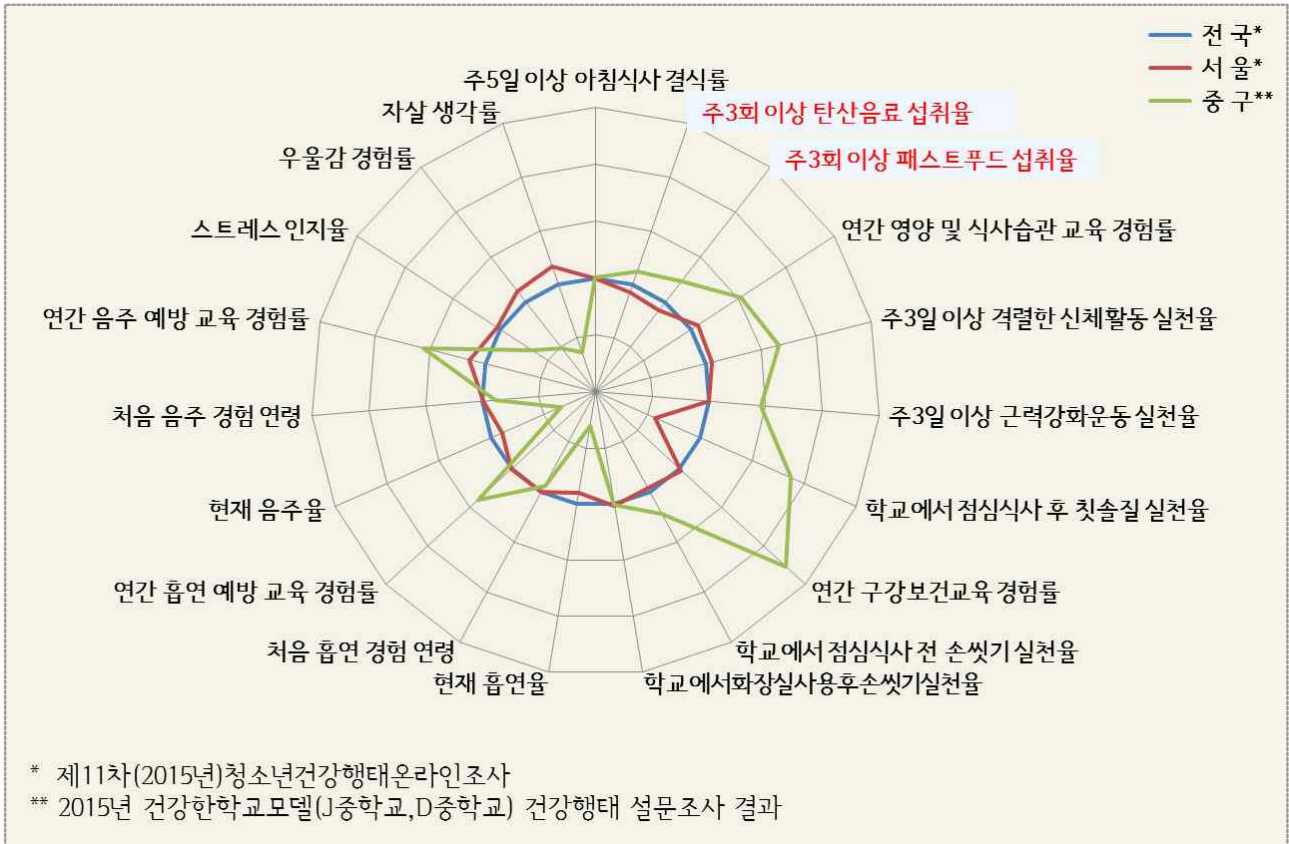 전 국*
서 울*
중 구**
주5일 이상 아침식사 결식률
주3회 이상 탄산음료 섭취율
주3회 이상 패스트푸드 섭취율
연간 영양 및 식사습관 교육 경험률
주3일 이상 격렬한 신체활동 실천율
주3일 이상 근력강화운동 실천율
학교에서 점심식사 후 칫솔질 실천율
연간 구강보건교육 경험률
학교에서 점심식사 전 손씻기 실천율
학교에서화장실사용후손씻기실천율
현재 흡연율
처음 흡연 경험 연령
연간 흡연 예방 교육 경험률
현재 음주율
처음 음주 경험 연령
연간 음주 예방 교육 경험률
스트레스 인지율
우울감 경험률
자살 생각률
* 제11차(2015년)청소년건강행태온라인조사
** 2015년 건강한학교모델(J중학교,D중학교) 건강행태 설문조사 결과